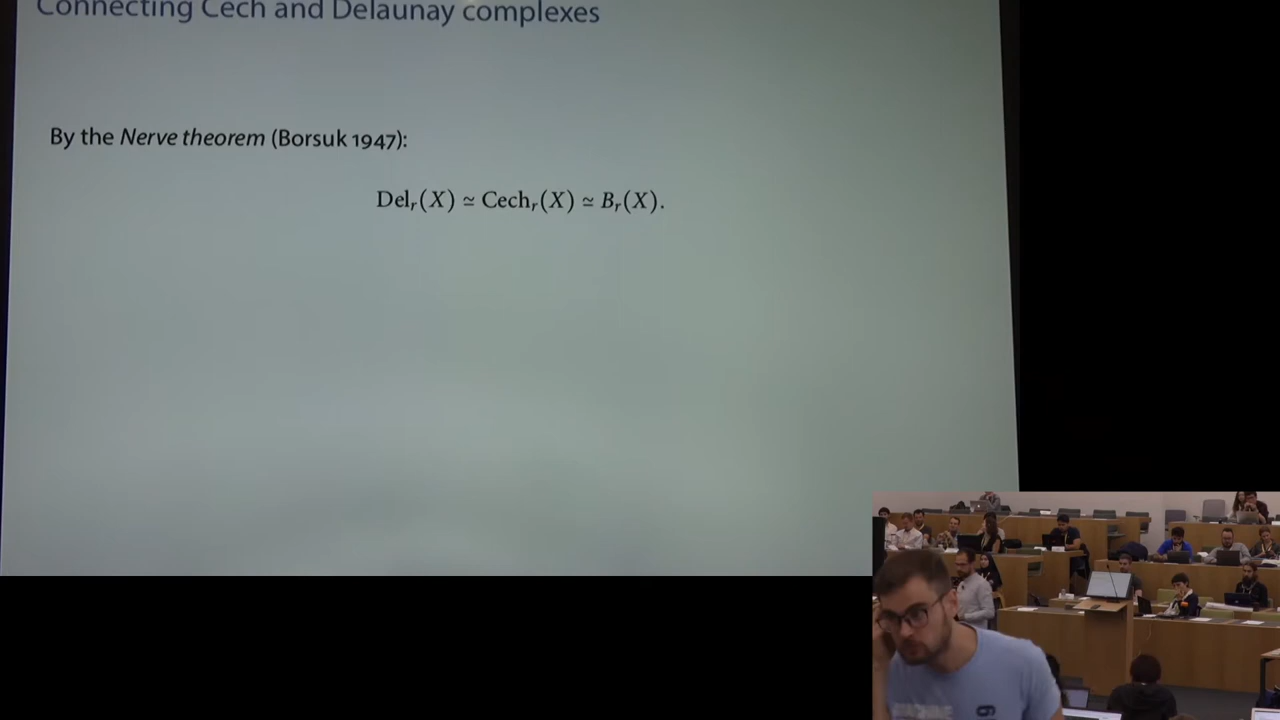 Connecting Cech and Delaunay complexes
By the Nerve theorem (Borsuk 1947):
Delᵣ(X) ≃ Cechᵣ(X) ≃ Bᵣ(X).